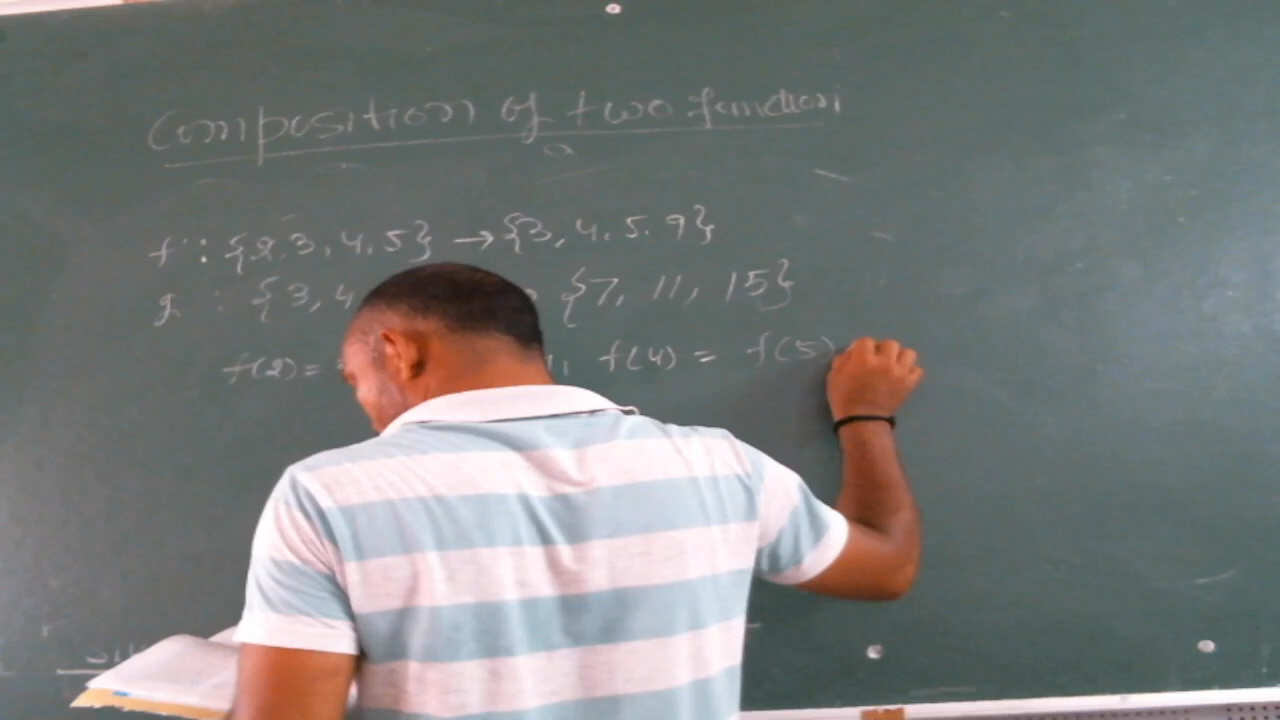 Composition of two function
f : {2.3, 4.5} → {3, 4.5.9}
g : {3, 4 {7, 11, 15}
f(2) = f(4) = f(5)